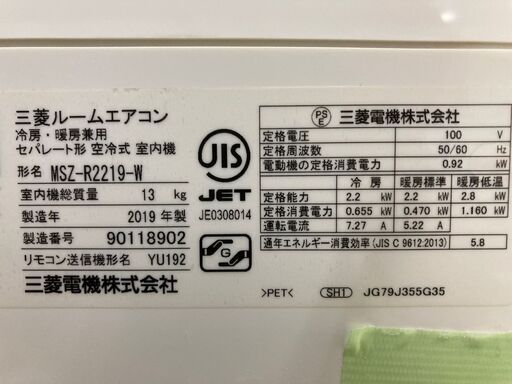 三菱ルームエアコン
冷房・暖房兼用
セパレート形 空冷式 室内機
形名 MSZ-R2219-W
室内機総質量 13 kg
製造年 2019 年製
製造番号 90118902
リモコン送信機形名 YU192
三菱電機株式会社
JIS
JET
JE0308014
G
PSE 三菱電機株式会社
定格電圧 100 V
定格周波数 50/60 Hz
電動機の定格消費電力 0.92 kW
冷 房 暖房標準 暖房低温
定格能力 2.2 kW 2.2 kW 2.8 kW
定格消費電力 0.655 kW 0.470 kW 1.160 kW
運転電流 7.27 A 5.22 A
通年エネルギー消費効率(JIS C 9612:2013) 5.8
>PET< SH1 JG79J355G35